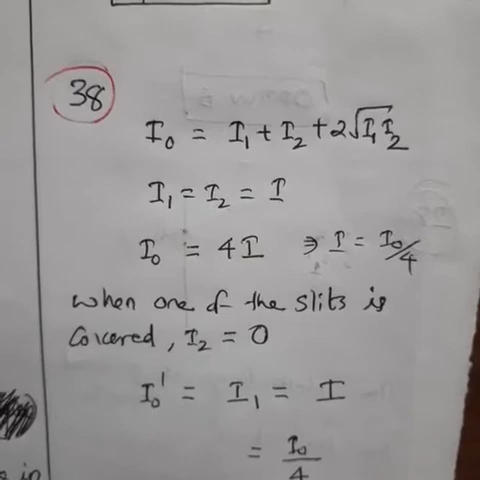 38
I₀ = I₁ + I₂ + 2√I₁I₂
I₁ = I₂ = I
I₀ = 4I ⇒ I = I₀/4
when one of the slits is
Covered, I₂ = 0
I₀' = I₁ = I
= I₀/4
in